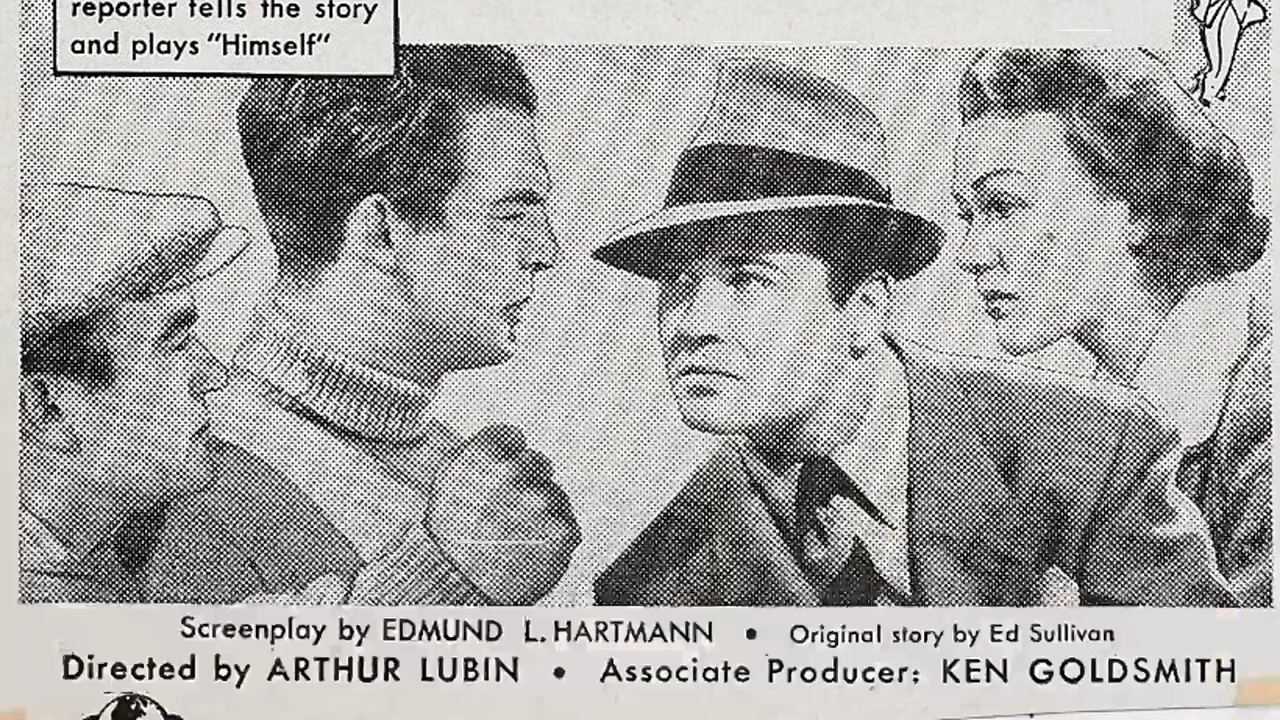 reporter tells the story
and plays "Himself"
Screenplay by EDMUND L. HARTMANN • Original story by Ed Sullivan
Directed by ARTHUR LUBIN • Associate Producer: KEN GOLDSMITH